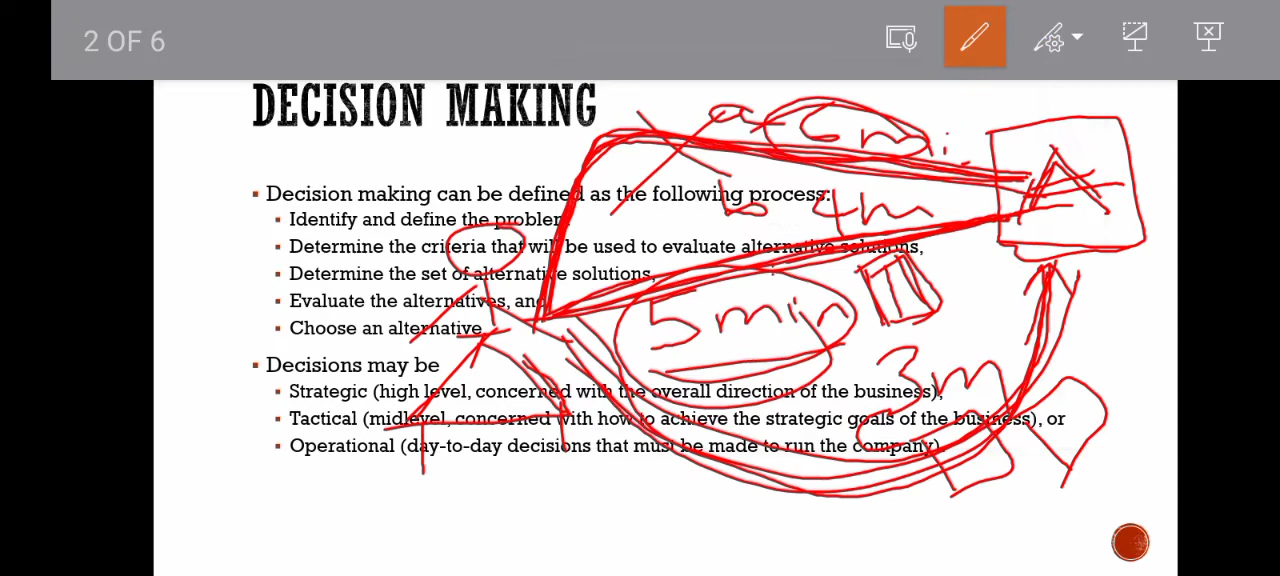 2 OF 6
DECISION MAKING
a 6 m
Decision making can be defined as the following process:
b 4m
Identify and define the problem
Determine the criteria that will be used to evaluate alternative solutions,
Determine the set of alternative solutions,
Evaluate the alternatives, and
5 min
Choose an alternative
Decisions may be
3m
Strategic (high level, concerned with the overall direction of the business),
Tactical (midlevel, concerned with how to achieve the strategic goals of the business), or
Operational (day-to-day decisions that must be made to run the company).
A